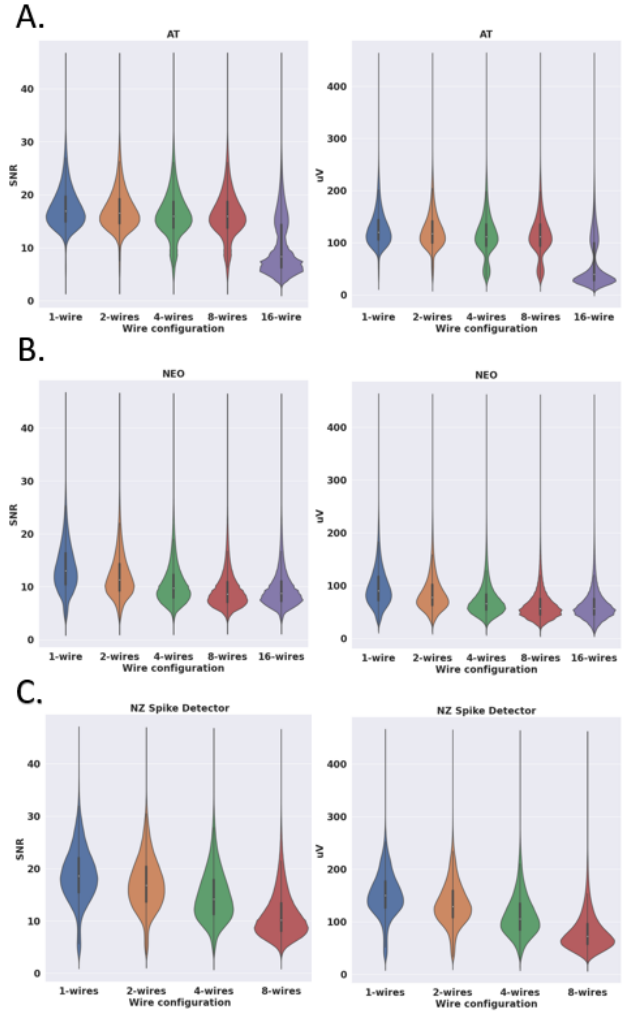 A.
AT
AT
SNR
40
30
20
10
0
1-wire 2-wires 4-wires 8-wires 16-wire
Wire configuration
uV
400
300
200
100
0
1-wire 2-wires 4-wires 8-wires 16-wire
Wire configuration
B.
NEO
NEO
SNR
40
30
20
10
0
1-wire 2-wires 4-wires 8-wires 16-wires
Wire configuration
uV
400
300
200
100
0
1-wire 2-wires 4-wires 8-wires 16-wires
Wire configuration
C.
NZ Spike Detector
NZ Spike Detector
SNR
40
30
20
10
0
1-wires 2-wires 4-wires 8-wires
Wire configuration
uV
400
300
200
100
0
1-wires 2-wires 4-wires 8-wires
Wire configuration